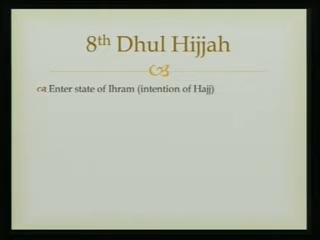 8th Dhul Hijjah
Enter state of Ihram (intention of Hajj)